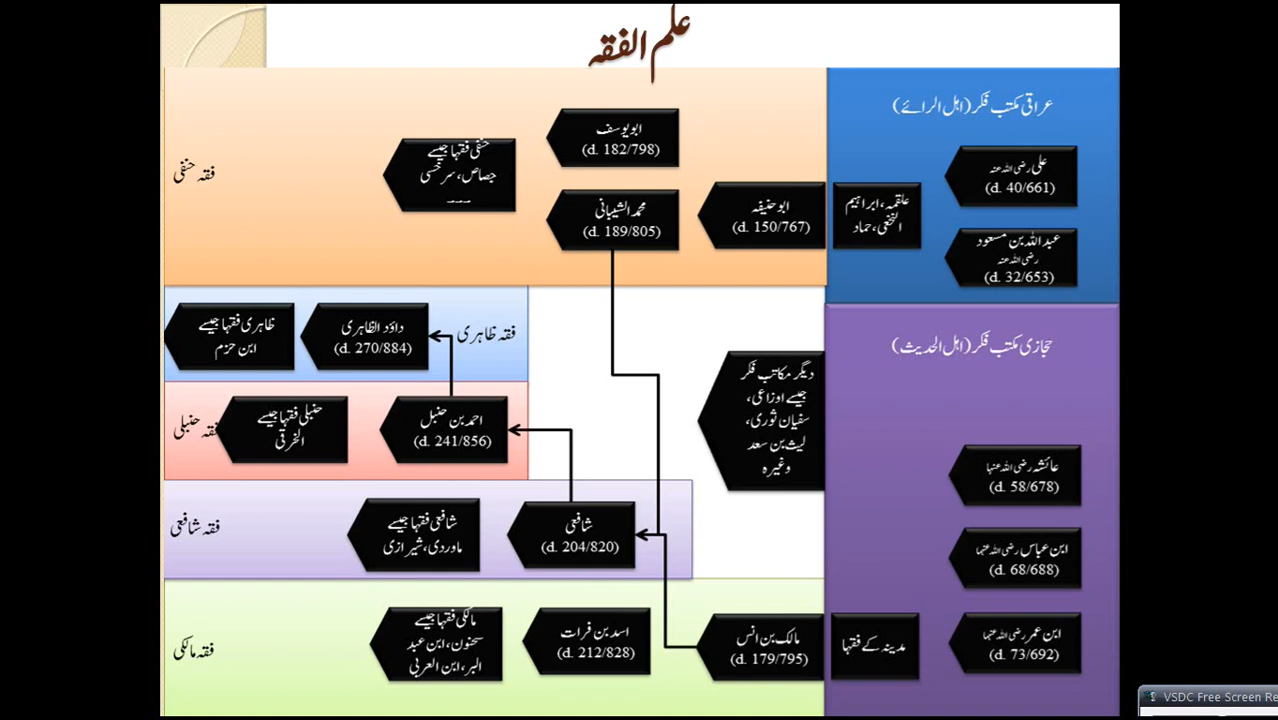 علم الفقہ
عراقی مکتب فکر (اہل الرائے)
علی رضی اللہ عنہ
(d. 40/661)
عبداللہ بن مسعود
رضی اللہ عنہ
(d. 32/653)
علقمہ، ابراہیم
النخعی، حماد
ابوحنیفہ
(d. 150/767)
ابویوسف
(d. 182/798)
محمد الشیبانی
(d. 189/805)
حنفی فقہا جیسے
جصاص، سرخسی
۔۔۔۔
فقہ حنفی
حجازی مکتب فکر (اہل الحدیث)
عائشہ رضی اللہ عنہا
(d. 58/678)
ابن عباس رضی اللہ عنہما
(d. 68/688)
ابن عمر رضی اللہ عنہما
(d. 73/692)
مدینہ کے فقہا
دیگر مکاتب فکر
جیسے اوزاعی،
سفیان ثوری،
لیث بن سعد
وغیرہ
فقہ ظاہری
داؤد الظاہری
(d. 270/884)
ظاہری فقہا جیسے
ابن حزم
احمد بن حنبل
(d. 241/856)
حنبلی فقہا جیسے
الخرقی
فقہ حنبلی
شافعی
(d. 204/820)
شافعی فقہا جیسے
ماوردی، شیرازی
فقہ شافعی
مالک بن انس
(d. 179/795)
اسد بن فرات
(d. 212/828)
مالکی فقہا جیسے
سحنون، ابن عبد
البر، ابن العربی
فقہ مالکی
VSDC Free Screen Re